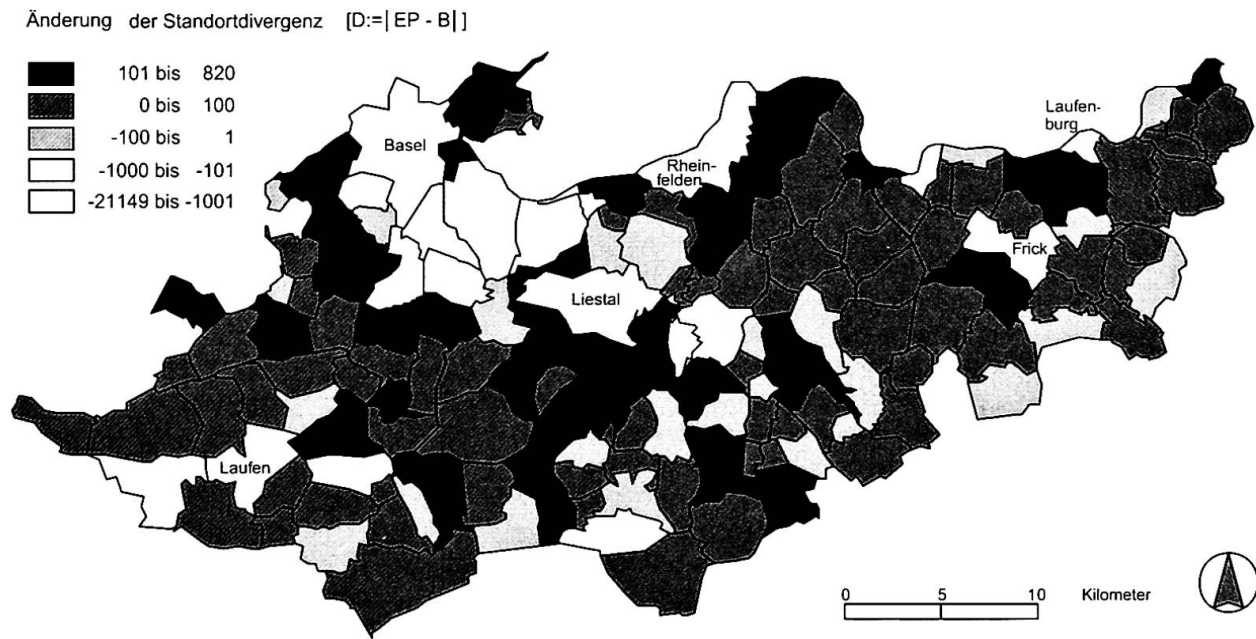 Änderung der Standortdivergenz [D:=| EP - B| ]
101 bis 820
0 bis 100
-100 bis 1
-1000 bis -101
-21149 bis -1001
Basel
Rhein-
felden
Laufen-
burg
Frick
Liestal
Laufen
0 5 10 Kilometer